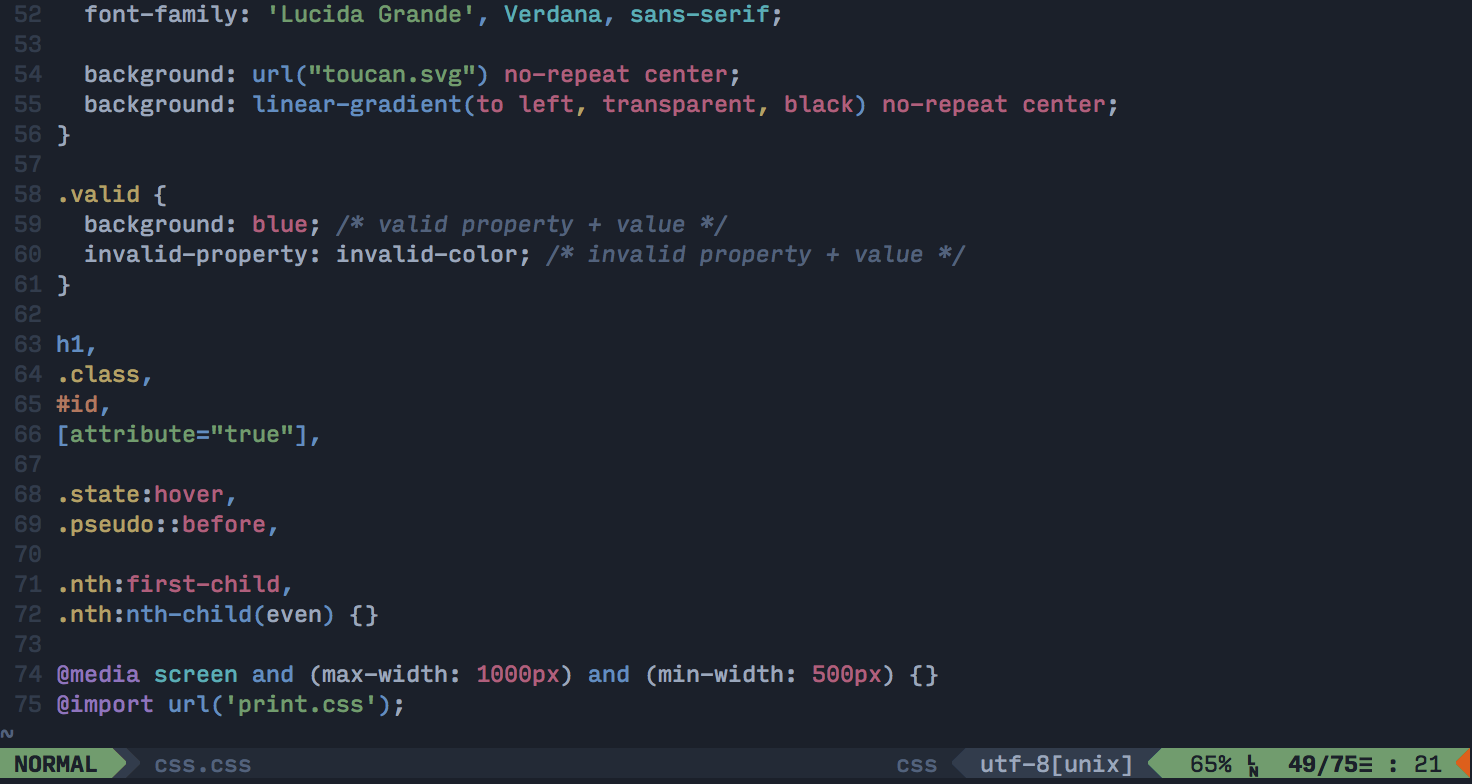 52   font-family: 'Lucida Grande', Verdana, sans-serif;
53
54   background: url("toucan.svg") no-repeat center;
55   background: linear-gradient(to left, transparent, black) no-repeat center;
56 }
57
58 .valid {
59   background: blue; /* valid property + value */
60   invalid-property: invalid-color; /* invalid property + value */
61 }
62
63 h1,
64 .class,
65 #id,
66 [attribute="true"],
67
68 .state:hover,
69 .pseudo::before,
70
71 .nth:first-child,
72 .nth:nth-child(even) {}
73
74 @media screen and (max-width: 1000px) and (min-width: 500px) {}
75 @import url('print.css');
~
NORMAL css.css css utf-8[unix] 65% LN 49/75≡ : 21